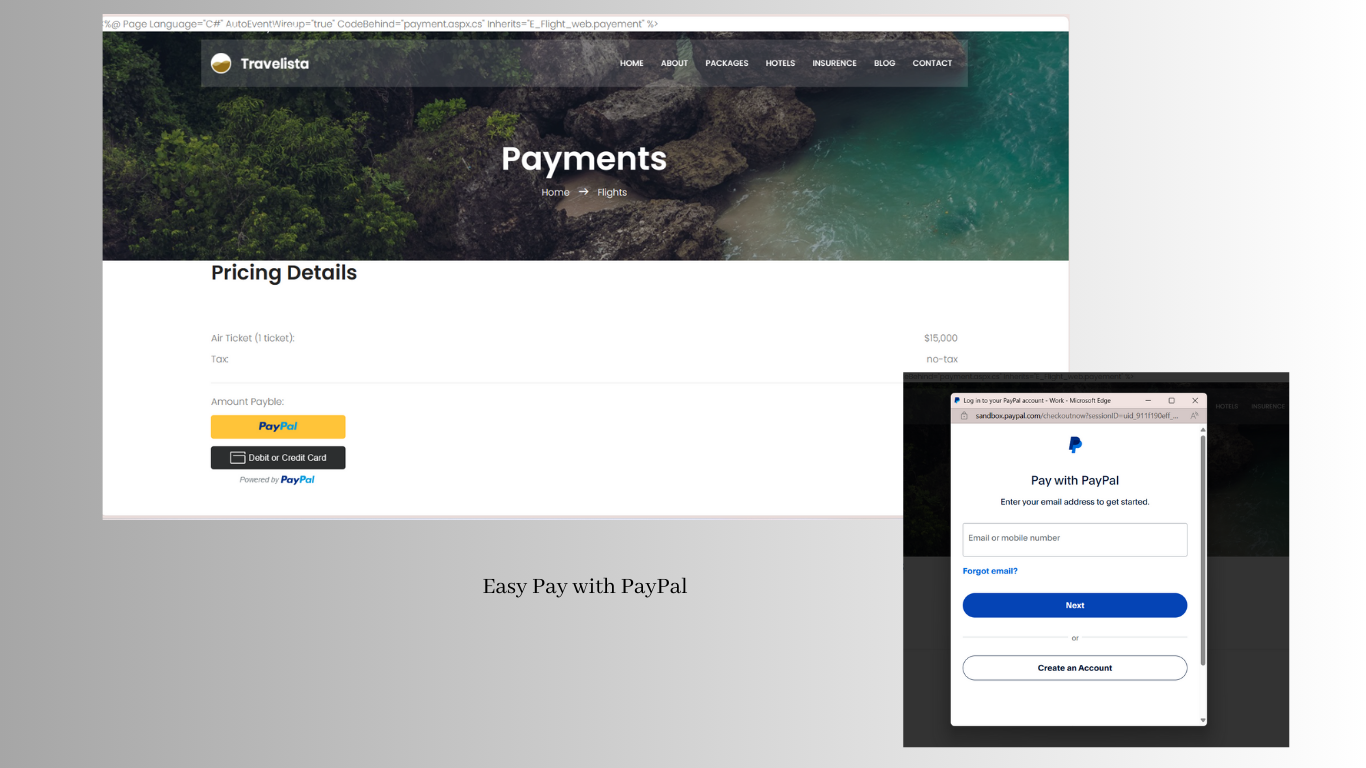 %@ Page Language="C#" AutoEventWireup="true" CodeBehind="payment.aspx.cs" Inherits="E_Flight_web.payement" %>
Travelista
HOME ABOUT PACKAGES HOTELS INSURENCE BLOG CONTACT
Payments
Home → Flights
Pricing Details
Air Ticket (1 ticket): $15,000
Tax: no-tax
Amount Payble:
PayPal
Debit or Credit Card
Powered by PayPal
Easy Pay with PayPal
HOTELS INSURENCE
Log in to your PayPal account - Work - Microsoft Edge
sandbox.paypal.com/checkoutnow?sessionID=uid_911f190eff_...
Pay with PayPal
Enter your email address to get started.
Email or mobile number
Forgot email?
Next
or
Create an Account